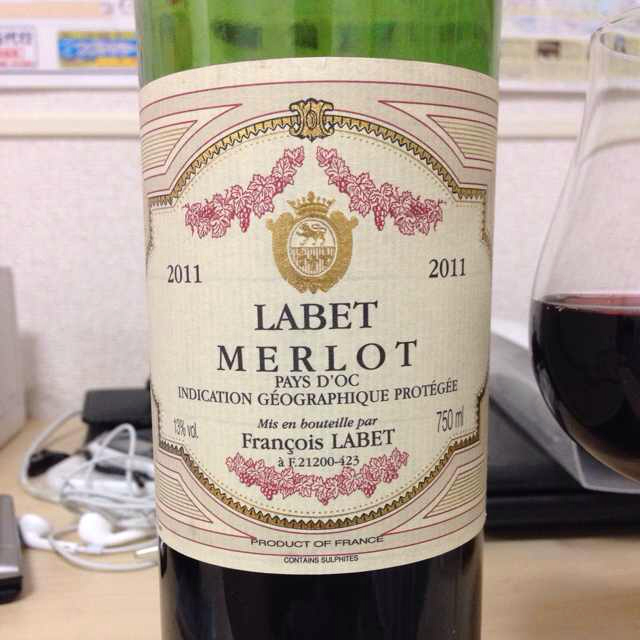 2011
2011
LABET
MERLOT
PAYS D'OC
INDICATION GÉOGRAPHIQUE PROTÉGÉE
13% vol.
Mis en bouteille par
750 ml
François LABET
à F.21200-423
PRODUCT OF FRANCE
CONTAINS SULPHITES